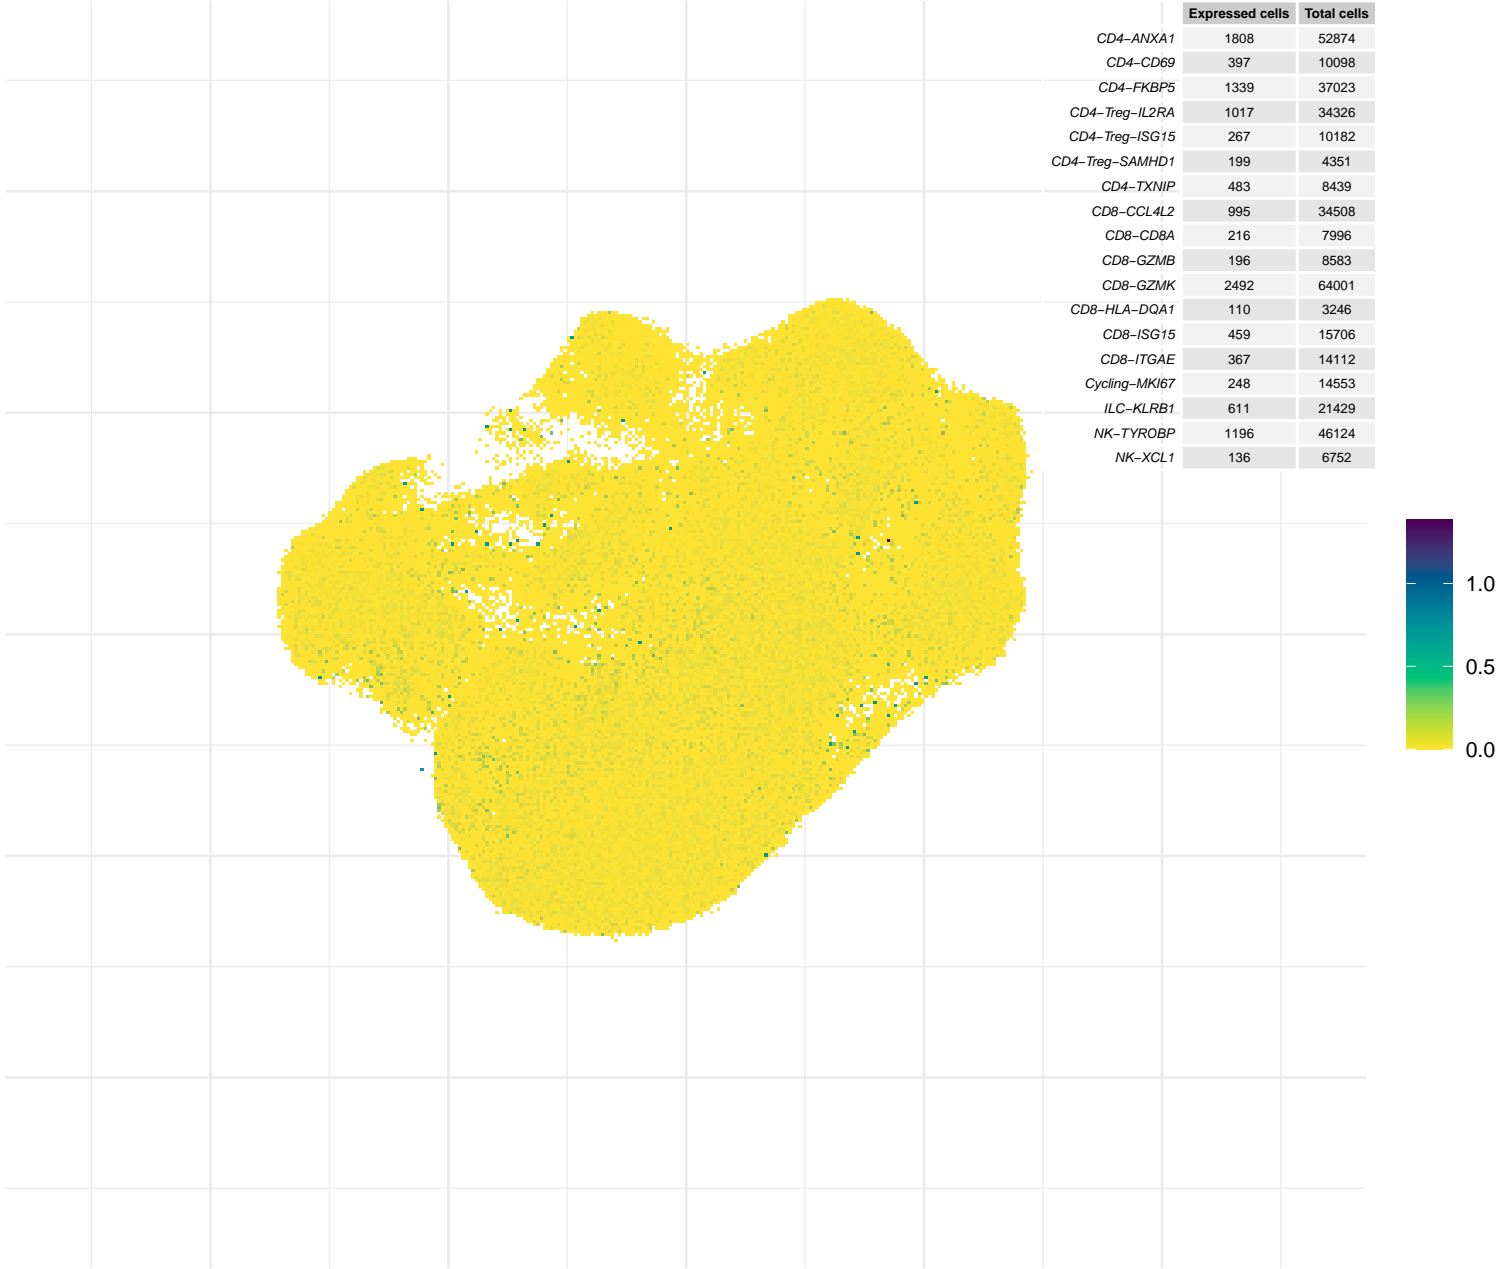 Expressed cells Total cells
CD4−ANXA1 1808 52874
CD4−CD69 397 10098
CD4−FKBP5 1339 37023
CD4−Treg−IL2RA 1017 34326
CD4−Treg−ISG15 267 10182
CD4−Treg−SAMHD1 199 4351
CD4−TXNIP 483 8439
CD8−CCL4L2 995 34508
CD8−CD8A 216 7996
CD8−GZMB 196 8583
CD8−GZMK 2492 64001
CD8−HLA−DQA1 110 3246
CD8−ISG15 459 15706
CD8−ITGAE 367 14112
Cycling−MKI67 248 14553
ILC−KLRB1 611 21429
NK−TYROBP 1196 46124
NK−XCL1 136 6752
1.0
0.5
0.0